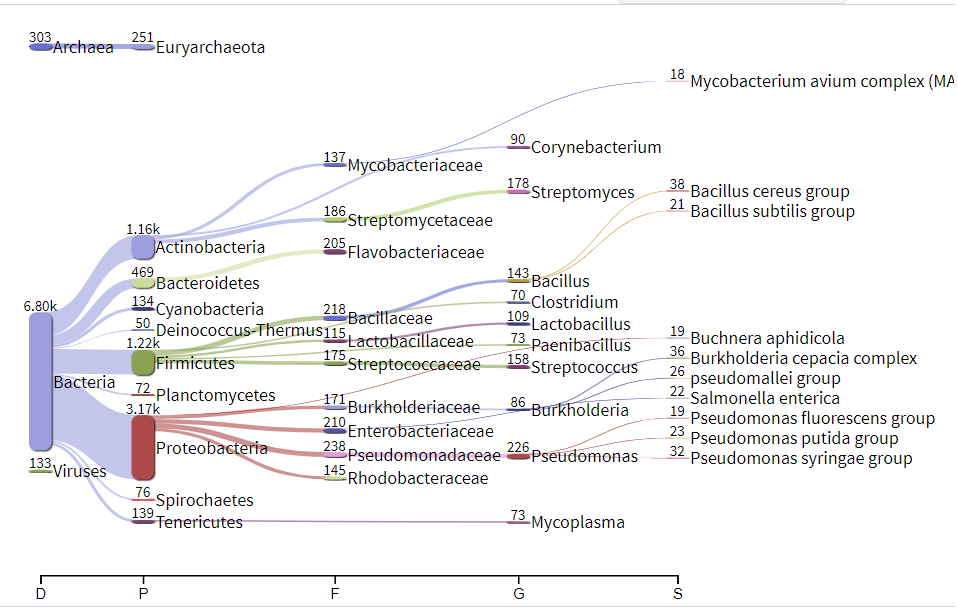 303 Archaea
251 Euryarchaeota
18 Mycobacterium avium complex (MA
90 Corynebacterium
137 Mycobacteriaceae
178 Streptomyces
38 Bacillus cereus group
21 Bacillus subtilis group
186 Streptomycetaceae
1.16k Actinobacteria
205 Flavobacteriaceae
469 Bacteroidetes
143 Bacillus
70 Clostridium
134 Cyanobacteria
6.80k Bacteria
218 Bacillaceae
109 Lactobacillus
50 Deinococcus-Thermus
115 Lactobacillaceae
73 Paenibacillus
19 Buchnera aphidicola
1.22k Firmicutes
175 Streptococcaceae
158 Streptococcus
36 Burkholderia cepacia complex
26 pseudomallei group
72 Planctomycetes
22 Salmonella enterica
171 Burkholderiaceae
86 Burkholderia
19 Pseudomonas fluorescens group
3.17k Proteobacteria
210 Enterobacteriaceae
23 Pseudomonas putida group
238 Pseudomonadaceae
226 Pseudomonas
32 Pseudomonas syringae group
133 Viruses
145 Rhodobacteraceae
76 Spirochaetes
139 Tenericutes
73 Mycoplasma
D P F G S